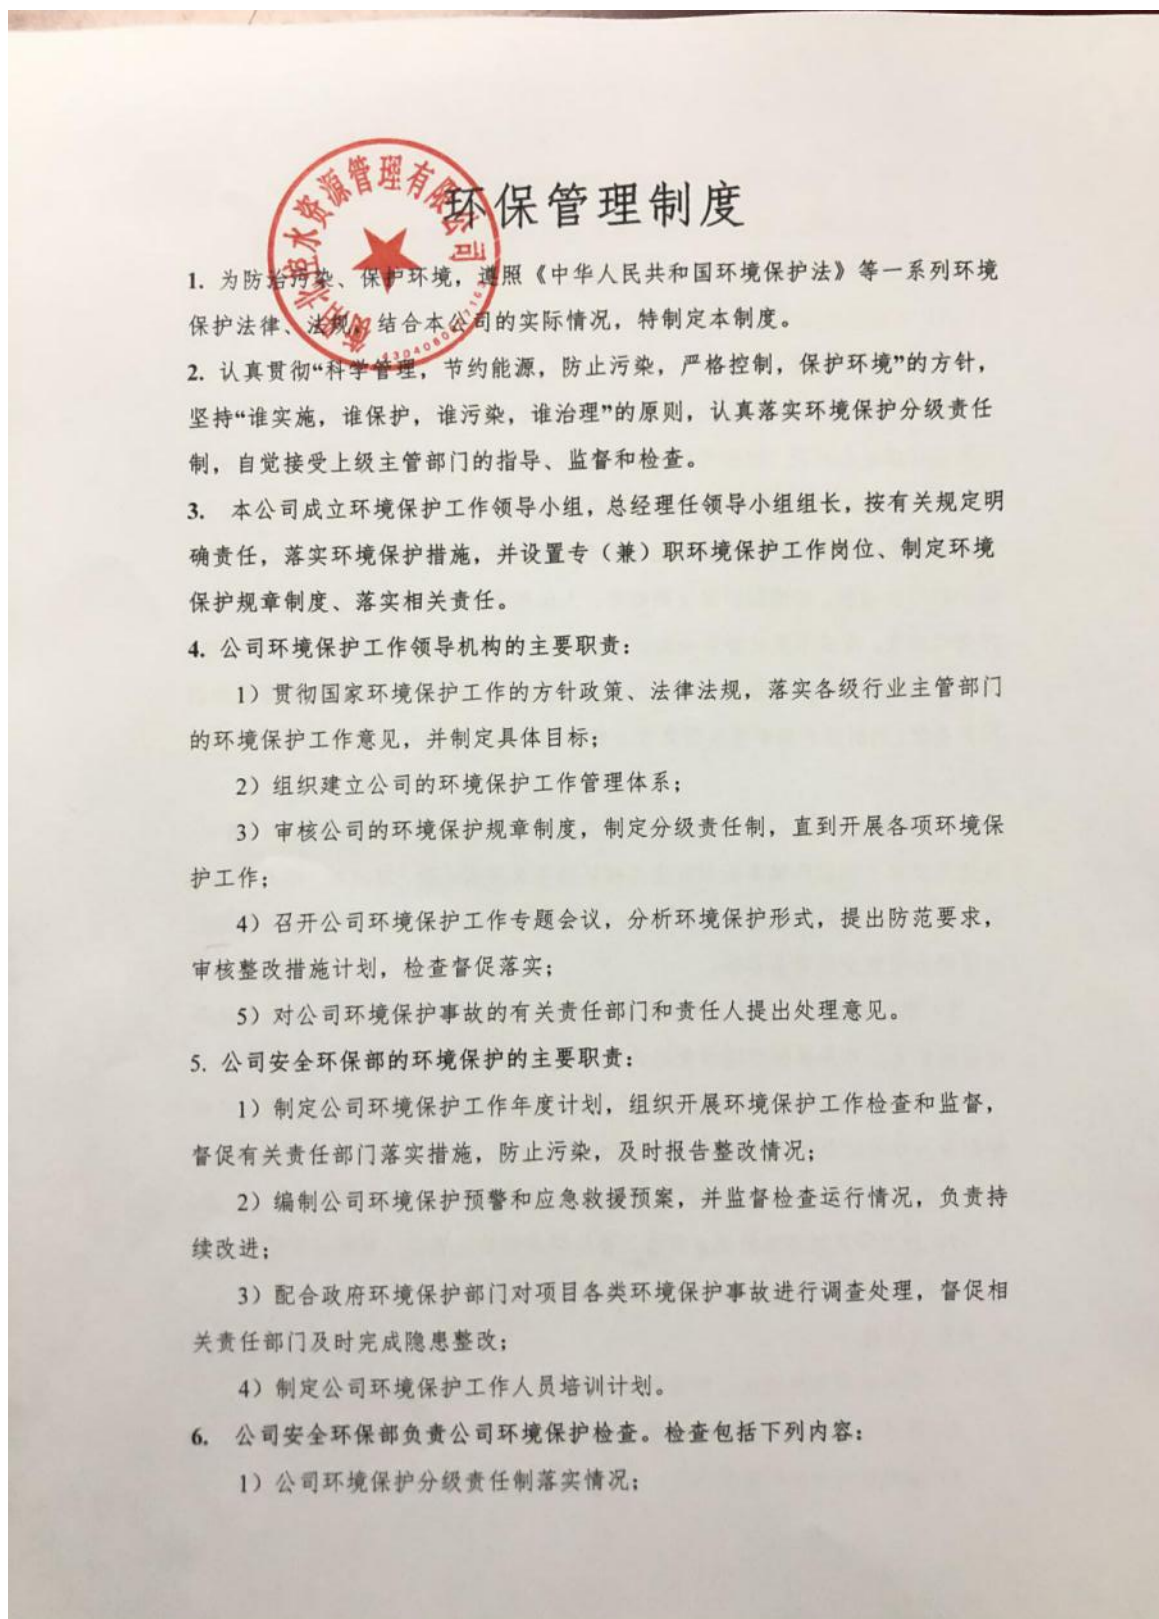 衡阳北控水资源管理有限公司
环保管理制度
1. 为防治污染、保护环境，遵照《中华人民共和国环境保护法》等一系列环境
保护法律、法规，结合本公司的实际情况，特制定本制度。
2. 认真贯彻“科学管理，节约能源，防止污染，严格控制，保护环境”的方针，
坚持“谁实施，谁保护，谁污染，谁治理”的原则，认真落实环境保护分级责任
制，自觉接受上级主管部门的指导、监督和检查。
3. 本公司成立环境保护工作领导小组，总经理任领导小组组长，按有关规定明
确责任，落实环境保护措施，并设置专（兼）职环境保护工作岗位、制定环境
保护规章制度、落实相关责任。
4. 公司环境保护工作领导机构的主要职责：
1）贯彻国家环境保护工作的方针政策、法律法规，落实各级行业主管部门
的环境保护工作意见，并制定具体目标；
2）组织建立公司的环境保护工作管理体系；
3）审核公司的环境保护规章制度，制定分级责任制，直到开展各项环境保
护工作；
4）召开公司环境保护工作专题会议，分析环境保护形式，提出防范要求，
审核整改措施计划，检查督促落实；
5）对公司环境保护事故的有关责任部门和责任人提出处理意见。
5. 公司安全环保部的环境保护的主要职责：
1）制定公司环境保护工作年度计划，组织开展环境保护工作检查和监督，
督促有关责任部门落实措施，防止污染，及时报告整改情况；
2）编制公司环境保护预警和应急救援预案，并监督检查运行情况，负责持
续改进；
3）配合政府环境保护部门对项目各类环境保护事故进行调查处理，督促相
关责任部门及时完成隐患整改；
4）制定公司环境保护工作人员培训计划。
6. 公司安全环保部负责公司环境保护检查。检查包括下列内容：
1）公司环境保护分级责任制落实情况；